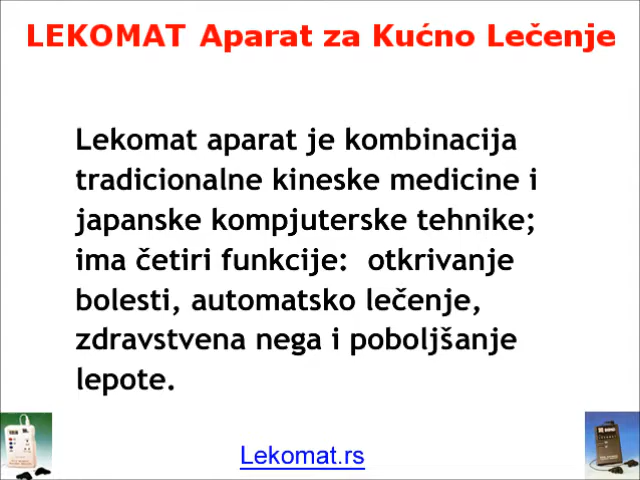 LEKOMAT Aparat za Kućno Lečenje
Lekomat aparat je kombinacija
tradicionalne kineske medicine i
japanske kompjuterske tehnike;
ima četiri funkcije: otkrivanje
bolesti, automatsko lečenje,
zdravstvena nega i poboljšanje
lepote.
Lekomat.rs